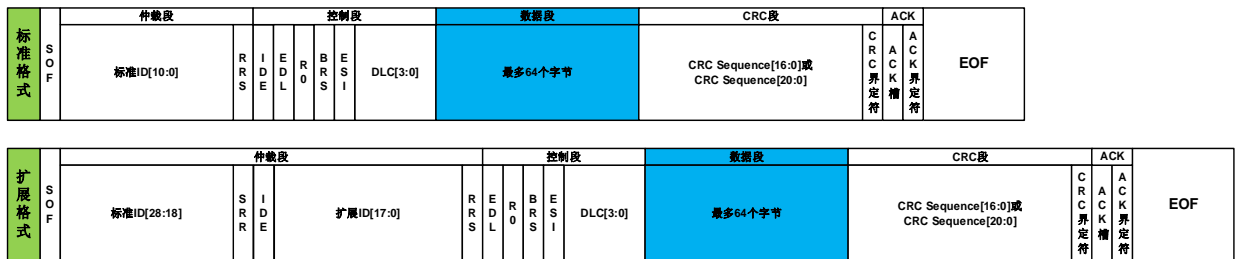 标准格式
SOF
仲裁段
控制段
数据段
CRC段
ACK
标准ID[10:0]
RRS
IDE
EDL
R0
BRS
ESI
DLC[3:0]
最多64个字节
CRC Sequence[16:0]或
CRC Sequence[20:0]
CRC界定符
ACK槽
ACK界定符
EOF
扩展格式
SOF
仲裁段
控制段
数据段
CRC段
ACK
标准ID[28:18]
SRR
IDE
扩展ID[17:0]
RRS
EDL
R0
BRS
ESI
DLC[3:0]
最多64个字节
CRC Sequence[16:0]或
CRC Sequence[20:0]
CRC界定符
ACK槽
ACK界定符
EOF